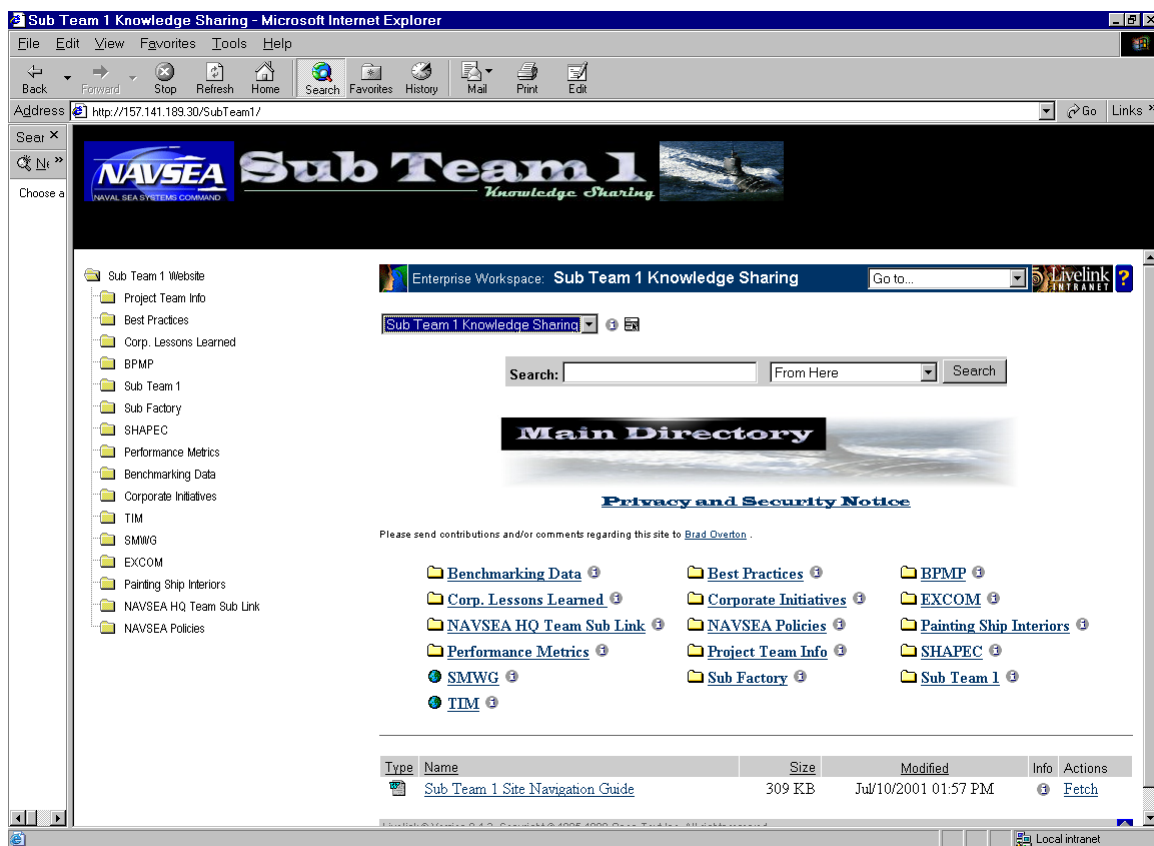 Sub Team 1 Knowledge Sharing - Microsoft Internet Explorer
File Edit View Favorites Tools Help
Back Forward Stop Refresh Home Search Favorites History Mail Print Edit
Address http://157.141.189.30/SubTeam1/ Go Links »
Sear ×
Ne »
Choose a
NAVSEA
NAVAL SEA SYSTEMS COMMAND
Sub Team 1
Knowledge Sharing
Sub Team 1 Website
Project Team Info
Best Practices
Corp. Lessons Learned
BPMP
Sub Team 1
Sub Factory
SHAPEC
Performance Metrics
Benchmarking Data
Corporate Initiatives
TIM
SMWG
EXCOM
Painting Ship Interiors
NAVSEA HQ Team Sub Link
NAVSEA Policies
Enterprise Workspace: Sub Team 1 Knowledge Sharing Go to... Livelink ?
INTRANET
Sub Team 1 Knowledge Sharing
Search: From Here Search
Main Directory
Privacy and Security Notice
Please send contributions and/or comments regarding this site to Brad Overton .
Benchmarking Data Best Practices BPMP
Corp. Lessons Learned Corporate Initiatives EXCOM
NAVSEA HQ Team Sub Link NAVSEA Policies Painting Ship Interiors
Performance Metrics Project Team Info SHAPEC
SMWG Sub Factory Sub Team 1
TIM
Type Name Size Modified Info Actions
Sub Team 1 Site Navigation Guide 309 KB Jul/10/2001 01:57 PM Fetch
Local intranet